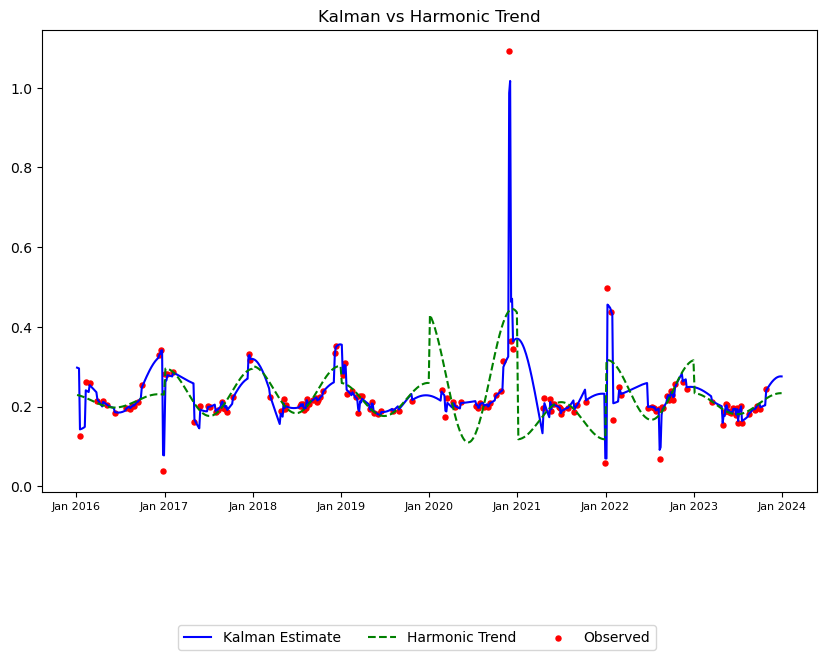 Kalman vs Harmonic Trend
1.0
0.8
0.6
0.4
0.2
0.0
Jan 2016 Jan 2017 Jan 2018 Jan 2019 Jan 2020 Jan 2021 Jan 2022 Jan 2023 Jan 2024
Kalman Estimate Harmonic Trend Observed